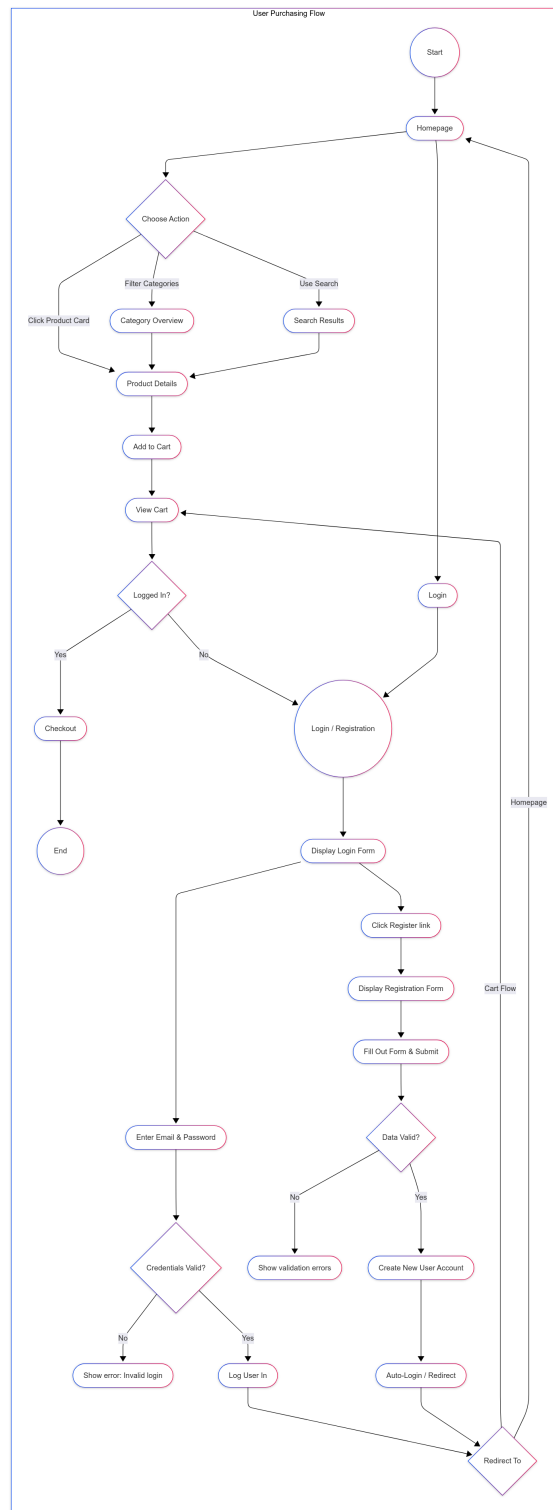 User Purchasing Flow
Start
Homepage
Choose Action
Filter Categories
Use Search
Click Product Card
Category Overview
Search Results
Product Details
Add to Cart
View Cart
Logged In?
Login
Yes
No
Checkout
Login / Registration
Homepage
End
Display Login Form
Click Register link
Display Registration Form
Cart Flow
Fill Out Form & Submit
Enter Email & Password
Data Valid?
No
Yes
Credentials Valid?
Show validation errors
Create New User Account
No
Yes
Show error: Invalid login
Log User In
Auto-Login / Redirect
Redirect To